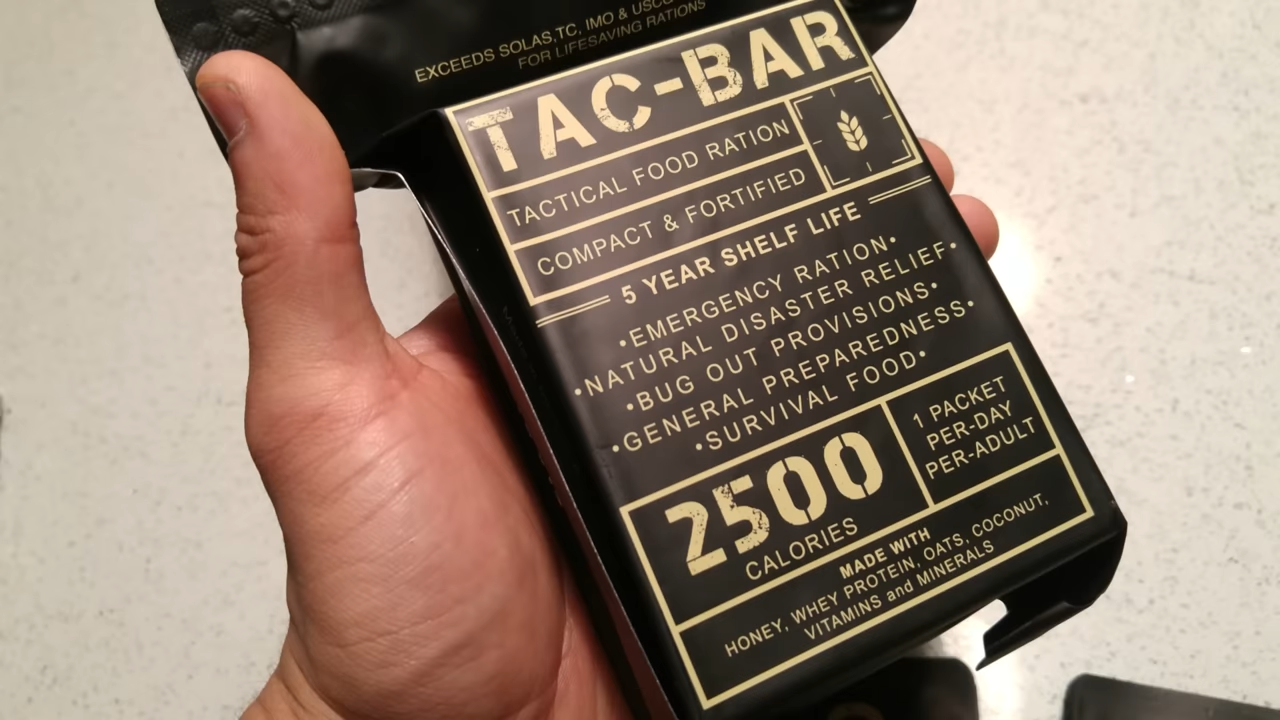 EXCEEDS SOLAS,TC, IMO & USCG
FOR LIFESAVING RATIONS
TAC-BAR
TACTICAL FOOD RATION
COMPACT & FORTIFIED
5 YEAR SHELF LIFE
•EMERGENCY RATION•
•NATURAL DISASTER RELIEF•
•BUG OUT PROVISIONS•
•GENERAL PREPAREDNESS•
•SURVIVAL FOOD•
2500
CALORIES
1 PACKET
PER-DAY
PER-ADULT
MADE WITH
HONEY, WHEY PROTEIN, OATS, COCONUT,
VITAMINS and MINERALS